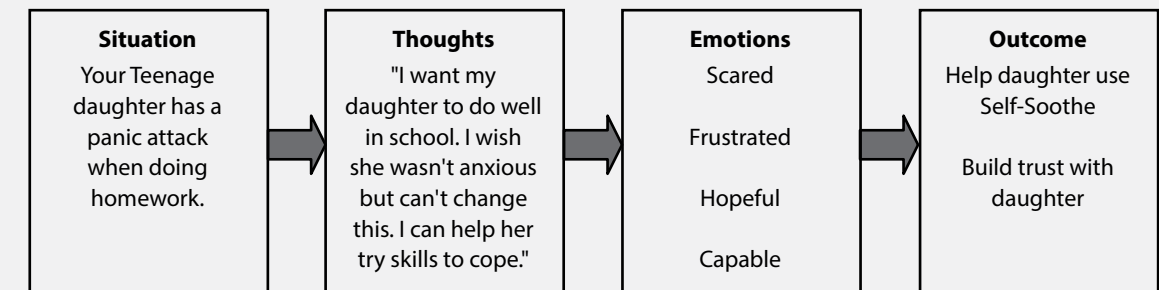 Situation
Your Teenage
daughter has a
panic attack
when doing
homework.
Thoughts
"I want my
daughter to do well
in school. I wish
she wasn't anxious
but can't change
this. I can help her
try skills to cope."
Emotions
Scared
Frustrated
Hopeful
Capable
Outcome
Help daughter use
Self-Soothe
Build trust with
daughter